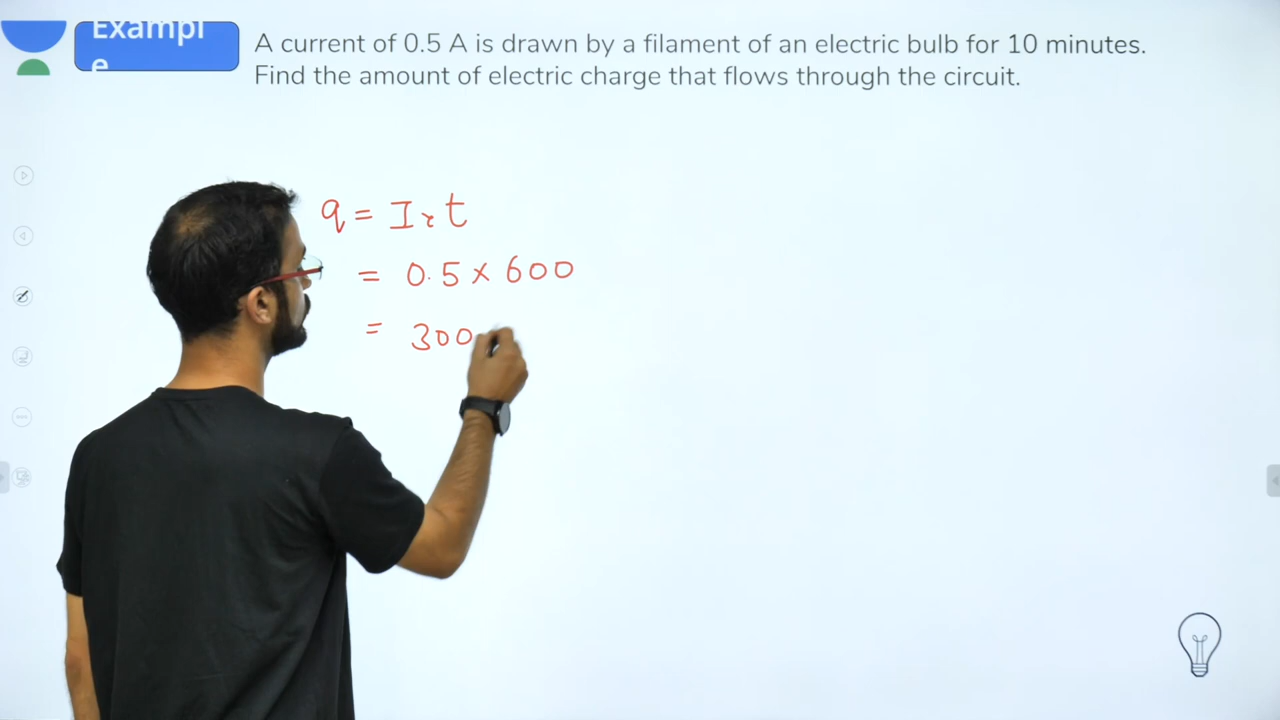 Exampl
e
A current of 0.5 A is drawn by a filament of an electric bulb for 10 minutes.
Find the amount of electric charge that flows through the circuit.
q = I × t
= 0.5 × 600
= 300